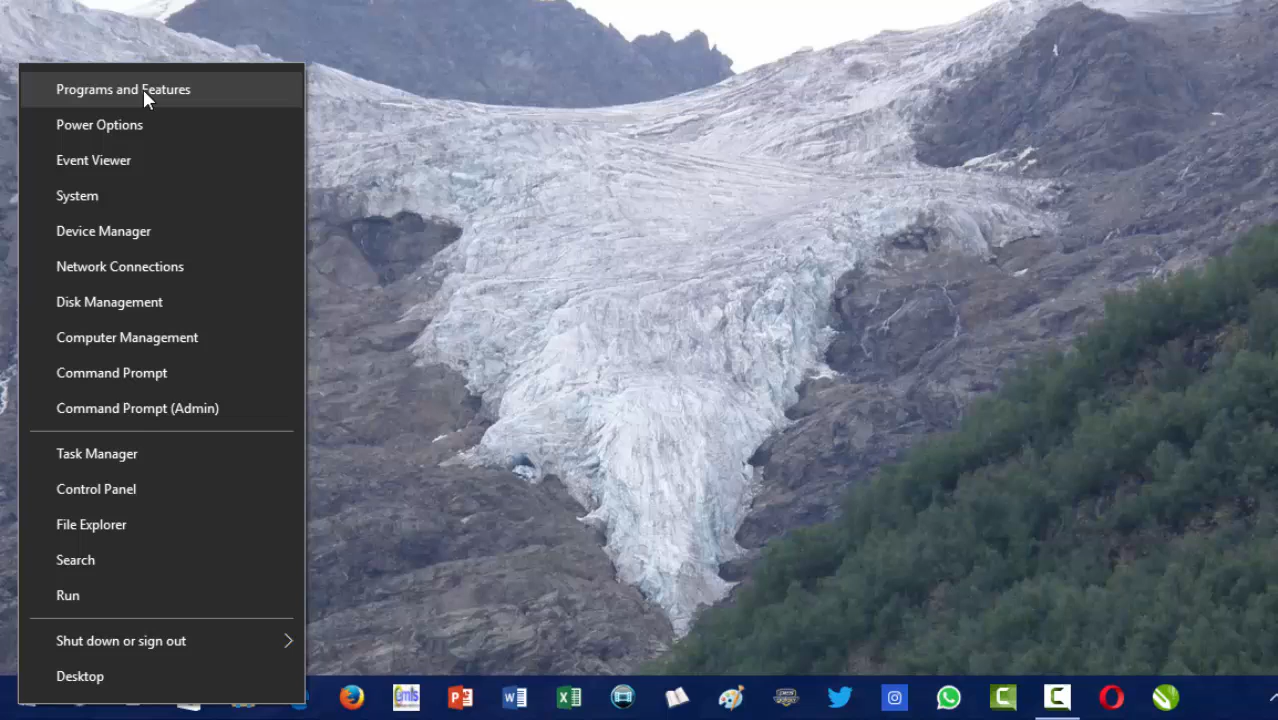 Programs and Features
Power Options
Event Viewer
System
Device Manager
Network Connections
Disk Management
Computer Management
Command Prompt
Command Prompt (Admin)
Task Manager
Control Panel
File Explorer
Search
Run
Shut down or sign out
Desktop